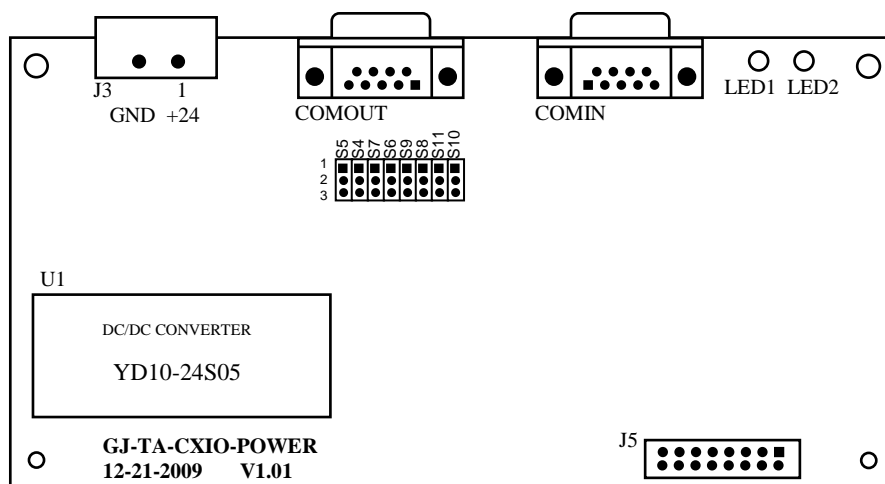 J3 1
GND +24
COMOUT
COMIN
LED1 LED2
S5 S4 S7 S6 S9 S8 S11 S10
1
2
3
U1
DC/DC CONVERTER
YD10-24S05
GJ-TA-CXIO-POWER
12-21-2009 V1.01
J5